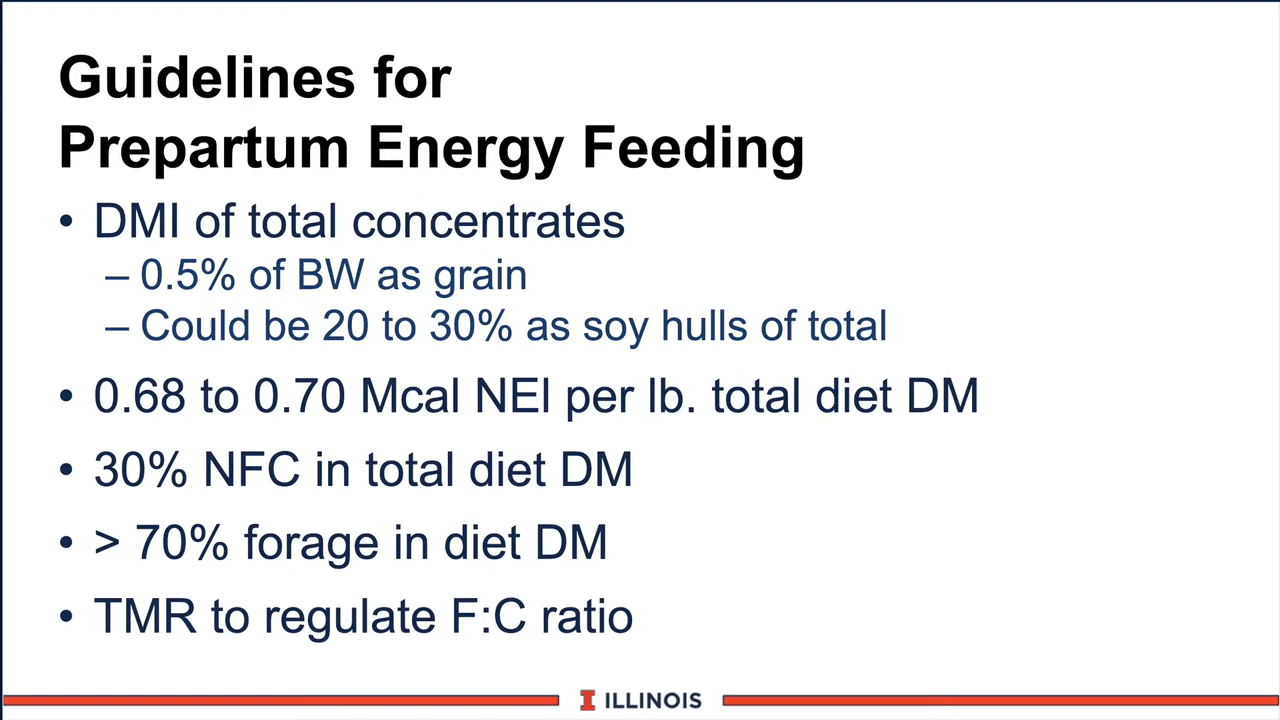 Guidelines for
Prepartum Energy Feeding
• DMI of total concentrates
– 0.5% of BW as grain
– Could be 20 to 30% as soy hulls of total
• 0.68 to 0.70 Mcal NEl per lb. total diet DM
• 30% NFC in total diet DM
• > 70% forage in diet DM
• TMR to regulate F:C ratio
I ILLINOIS